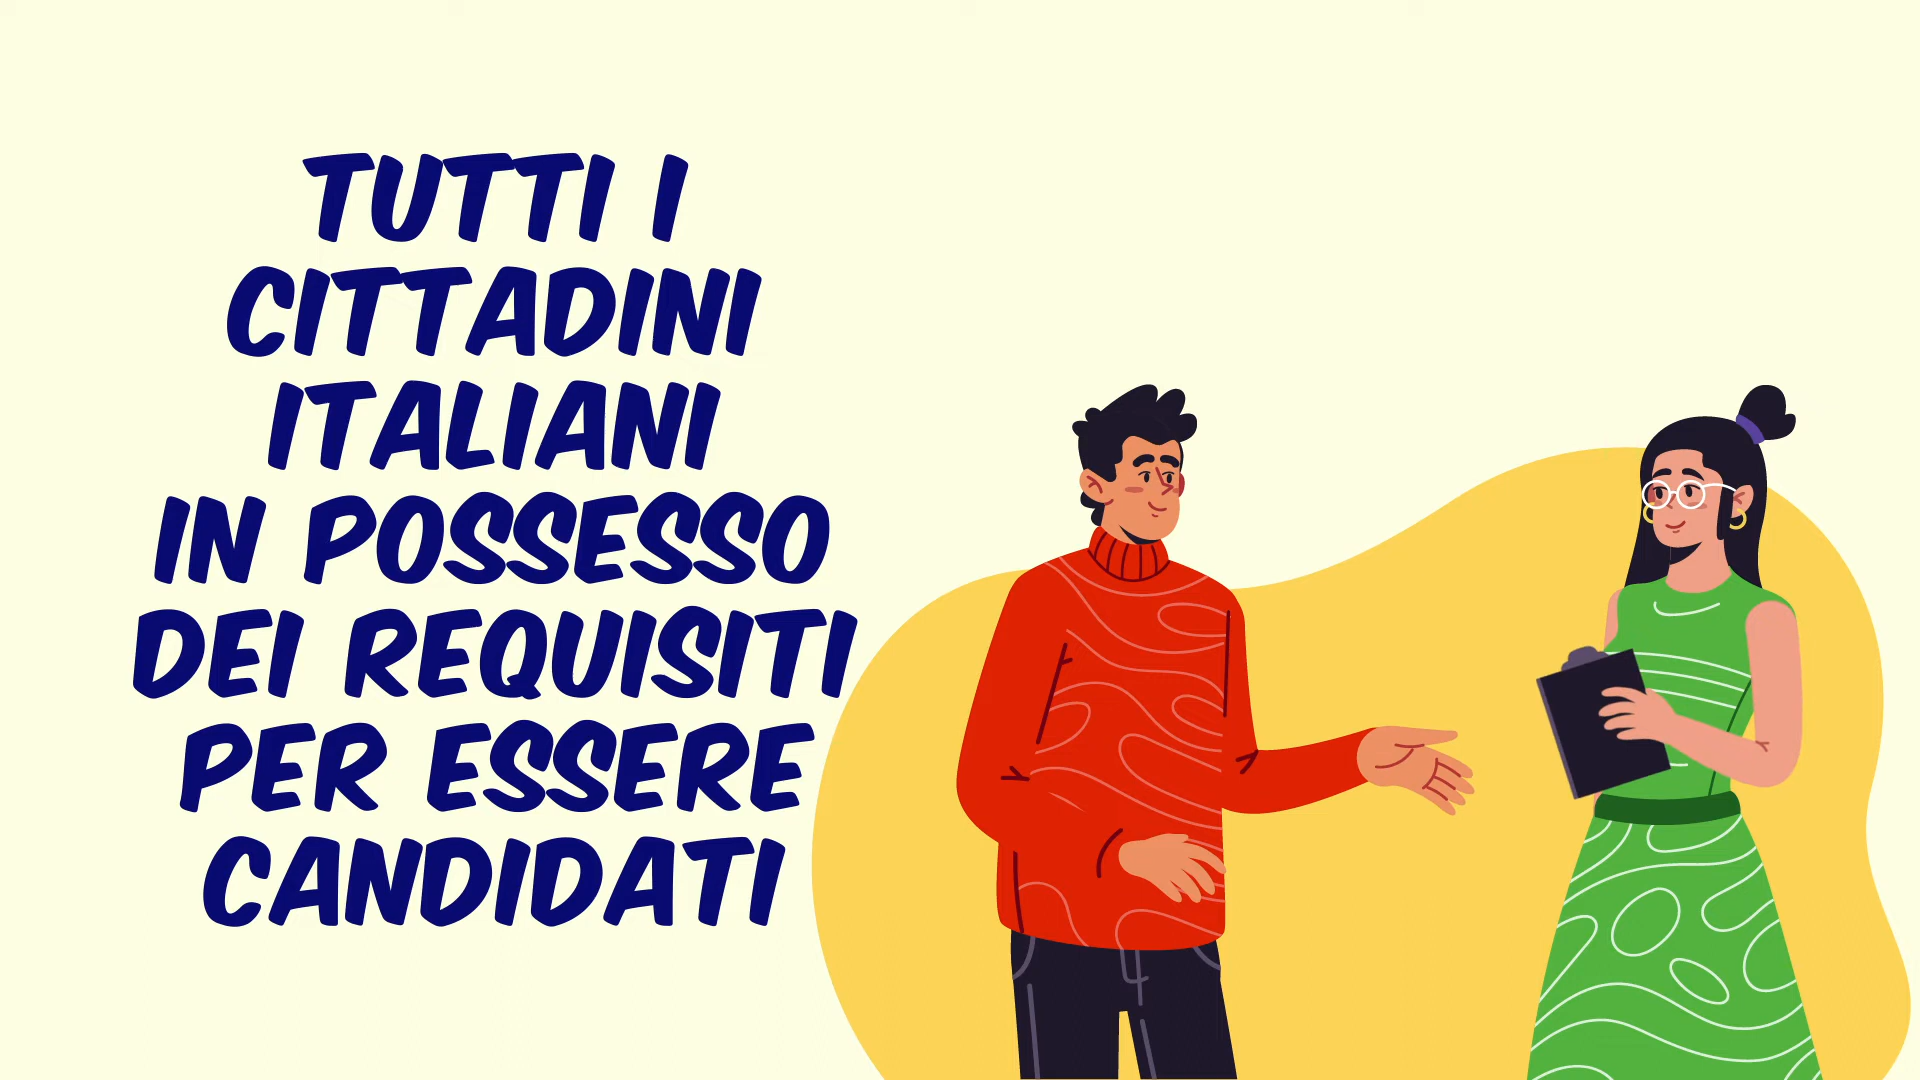 TUTTI I
CITTADINI
ITALIANI
IN POSSESSO
DEI REQUISITI
PER ESSERE
CANDIDATI